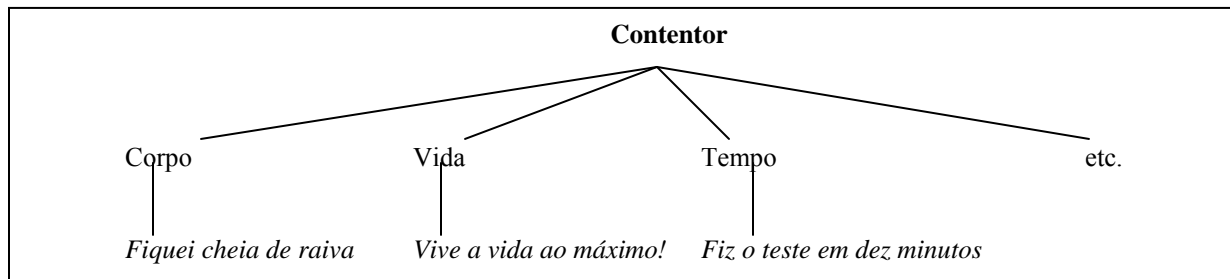 Contentor
Corpo Vida Tempo etc.
Fiquei cheia de raiva Vive a vida ao máximo! Fiz o teste em dez minutos